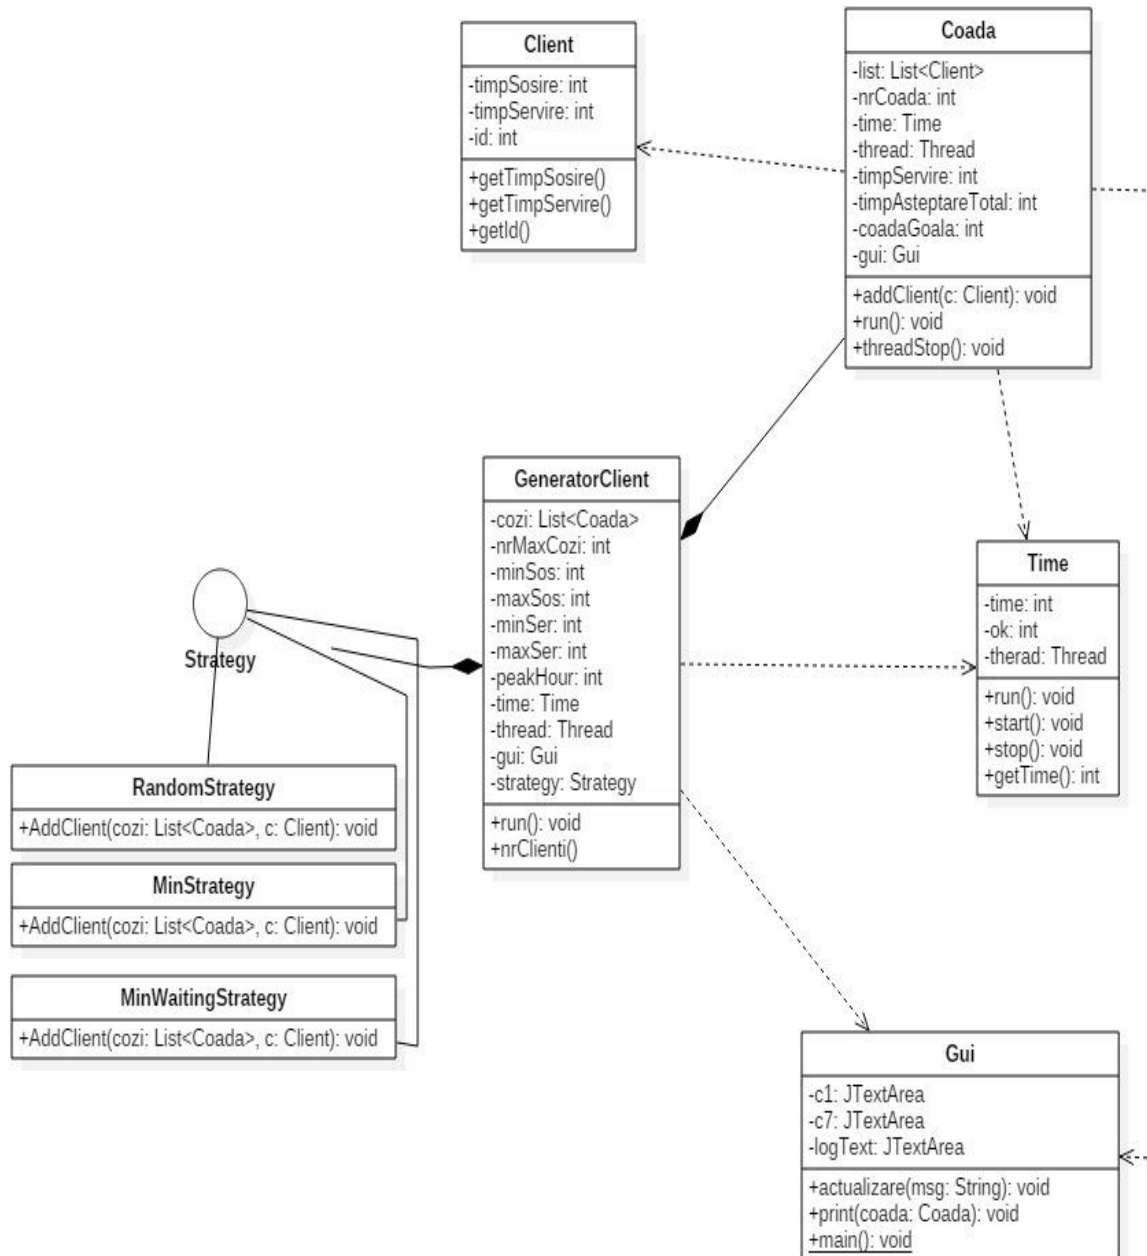 Client
-timpSosire: int
-timpServire: int
-id: int
+getTimpSosire()
+getTimpServire()
+getId()
Coada
-list: List<Client>
-nrCoada: int
-time: Time
-thread: Thread
-timpServire: int
-timpAsteptareTotal: int
-coadaGoala: int
-gui: Gui
+addClient(c: Client): void
+run(): void
+threadStop(): void
GeneratorClient
-cozi: List<Coada>
-nrMaxCozi: int
-minSos: int
-maxSos: int
-minSer: int
-maxSer: int
-peakHour: int
-time: Time
-thread: Thread
-gui: Gui
-strategy: Strategy
+run(): void
+nrClienti()
Time
-time: int
-ok: int
-therad: Thread
+run(): void
+start(): void
+stop(): void
+getTime(): int
Strategy
RandomStrategy
+AddClient(cozi: List<Coada>, c: Client): void
MinStrategy
+AddClient(cozi: List<Coada>, c: Client): void
MinWaitingStrategy
+AddClient(cozi: List<Coada>, c: Client): void
Gui
-c1: JTextArea
-c7: JTextArea
-logText: JTextArea
+actualizare(msg: String): void
+print(coada: Coada): void
+main(): void